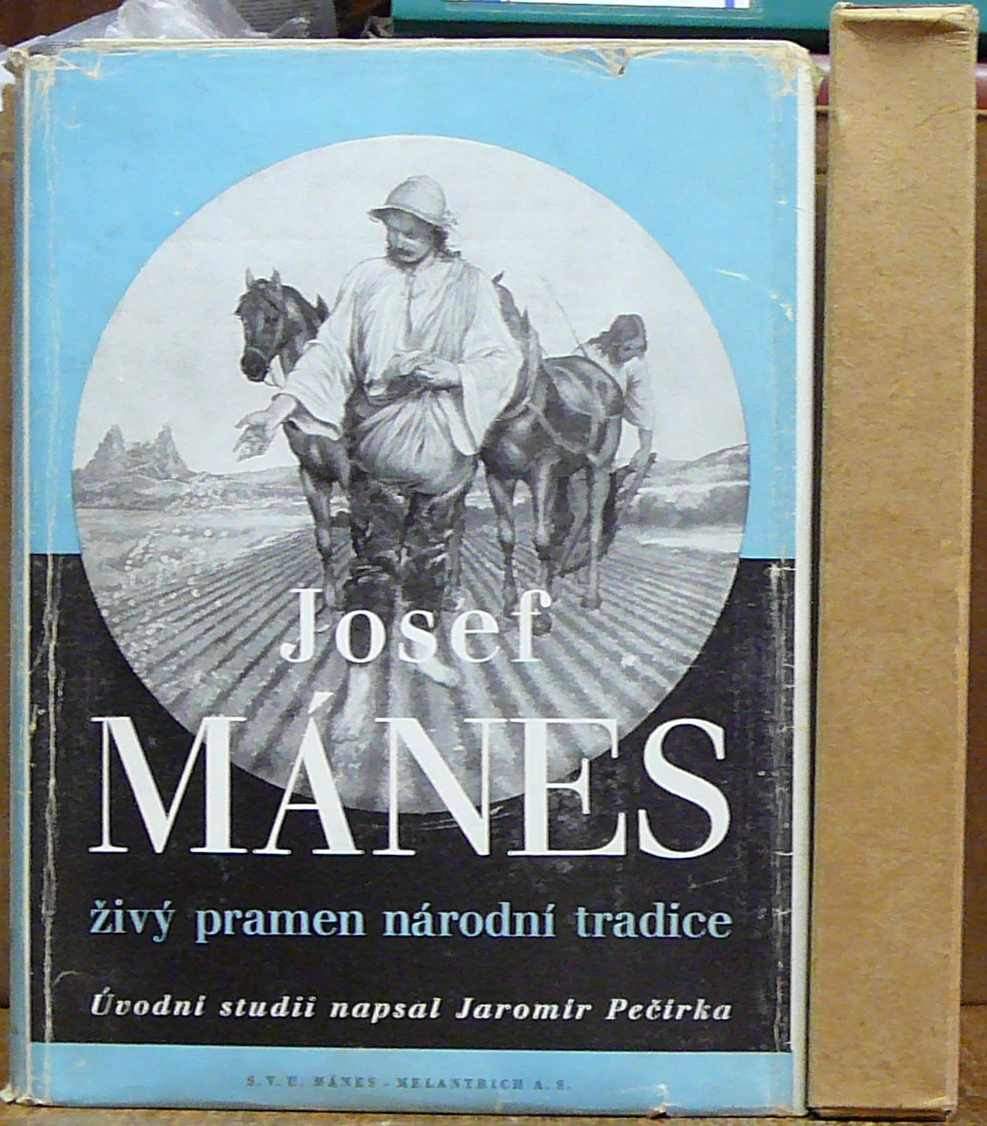 Josef
MÁNES
živý pramen národní tradice
Úvodní studii napsal Jaromír Pečírka
S. V. U. MÁNES - MELANTRICH A. S.